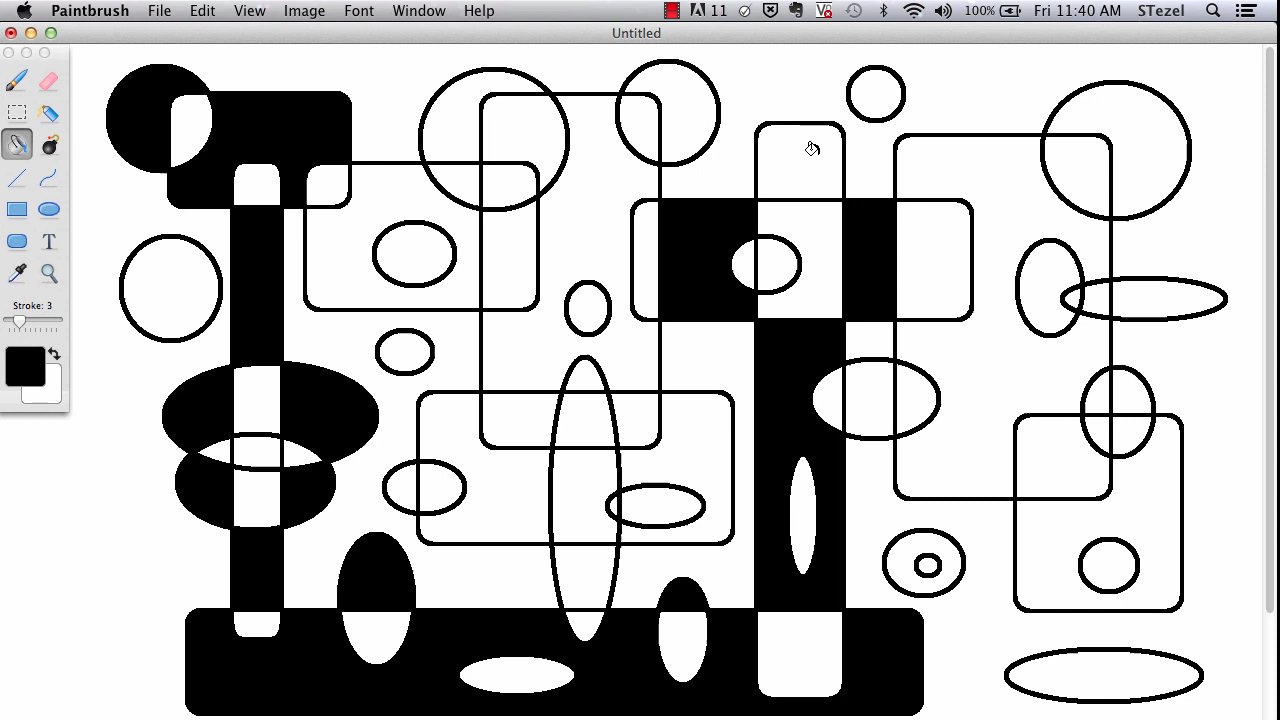 Paintbrush File Edit View Image Font Window Help 11 100% Fri 11:40 AM STezel
Untitled
T
Stroke: 3